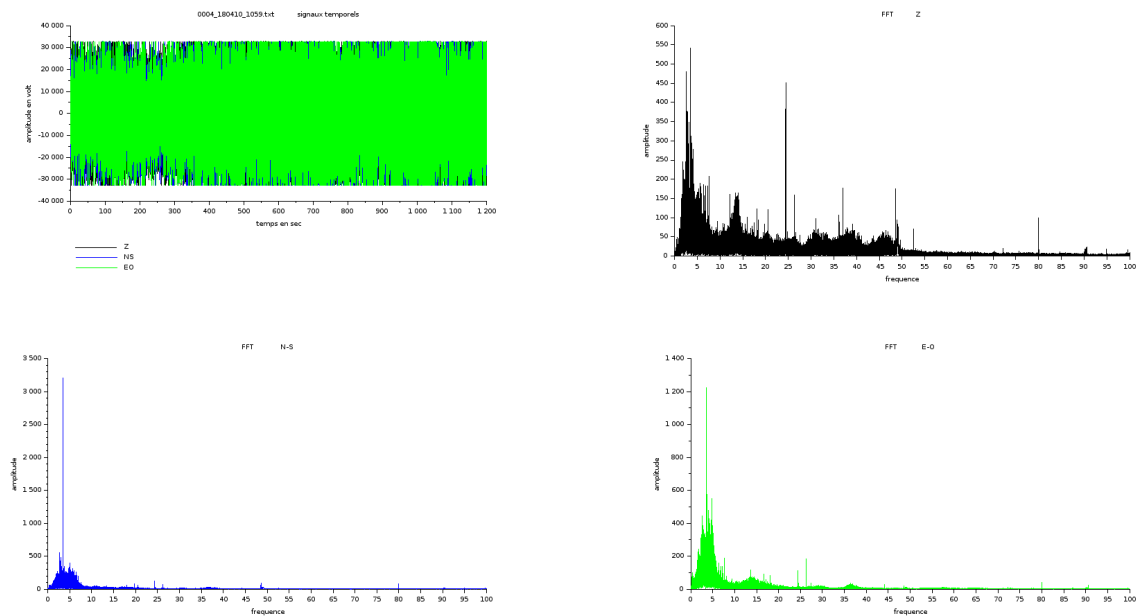 0004_180410_1059.txt signaux temporels
40 000
30 000
20 000
10 000
0
-10 000
-20 000
-30 000
-40 000
amplitude en volt
0 100 200 300 400 500 600 700 800 900 1 000 1 100 1 200
temps en sec
Z
NS
EO
FFT Z
600
550
500
450
400
350
300
250
200
150
100
50
0
amplitude
0 5 10 15 20 25 30 35 40 45 50 55 60 65 70 75 80 85 90 95 100
frequence
FFT N-S
3 500
3 000
2 500
2 000
1 500
1 000
500
0
amplitude
0 5 10 15 20 25 30 35 40 45 50 55 60 65 70 75 80 85 90 95 100
frequence
FFT E-O
1 400
1 200
1 000
800
600
400
200
0
amplitude
0 5 10 15 20 25 30 35 40 45 50 55 60 65 70 75 80 85 90 95 100
frequence